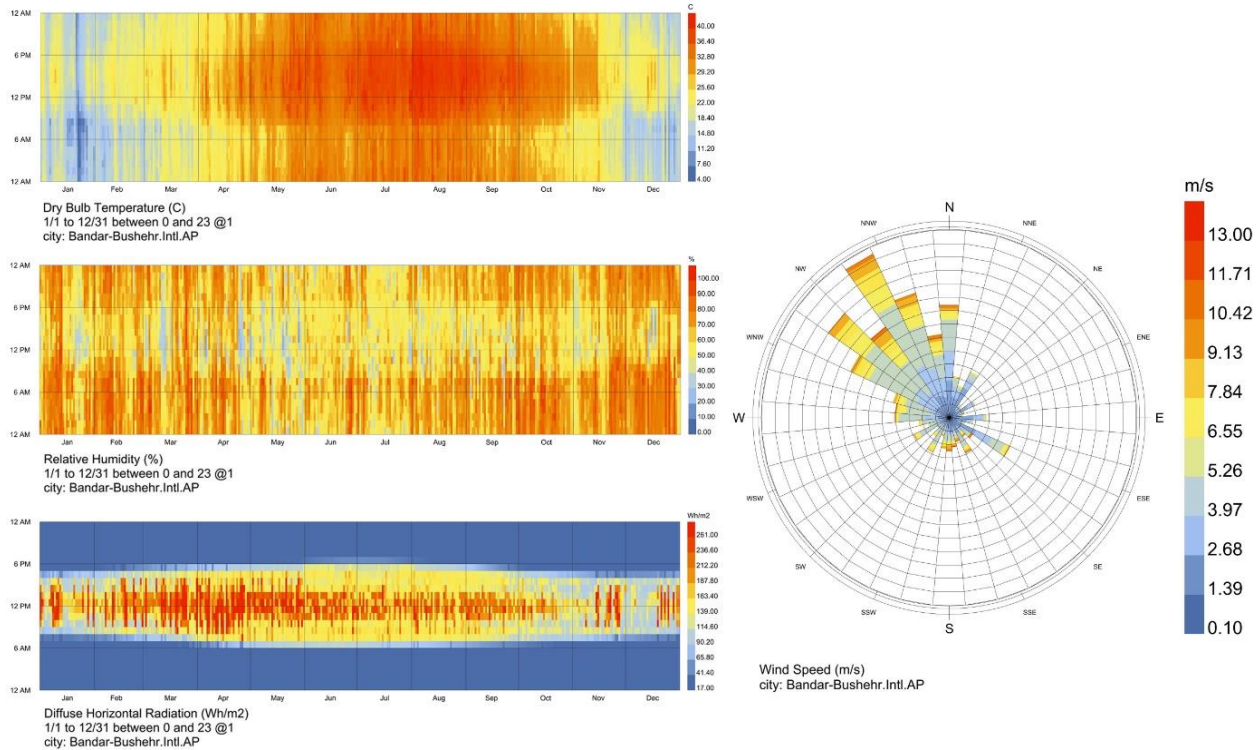 C
12 AM
6 PM
12 PM
6 AM
12 AM
40.00
36.40
32.80
29.20
25.60
22.00
18.40
14.80
11.20
7.60
4.00
Jan Feb Mar Apr May Jun Jul Aug Sep Oct Nov Dec
Dry Bulb Temperature (C)
1/1 to 12/31 between 0 and 23 @1
city: Bandar-Bushehr.Intl.AP
%
12 AM
6 PM
12 PM
6 AM
12 AM
100.00
90.00
80.00
70.00
60.00
50.00
40.00
30.00
20.00
10.00
0.00
Jan Feb Mar Apr May Jun Jul Aug Sep Oct Nov Dec
Relative Humidity (%)
1/1 to 12/31 between 0 and 23 @1
city: Bandar-Bushehr.Intl.AP
Wh/m2
12 AM
6 PM
12 PM
6 AM
12 AM
261.00
236.60
212.20
187.80
163.40
139.00
114.60
90.20
65.80
41.40
17.00
Jan Feb Mar Apr May Jun Jul Aug Sep Oct Nov Dec
Diffuse Horizontal Radiation (Wh/m2)
1/1 to 12/31 between 0 and 23 @1
city: Bandar-Bushehr.Intl.AP
N
NNW NNE
NW NE
WNW ENE
W E
WSW ESE
SW SE
SSW SSE
S
m/s
13.00
11.71
10.42
9.13
7.84
6.55
5.26
3.97
2.68
1.39
0.10
Wind Speed (m/s)
city: Bandar-Bushehr.Intl.AP